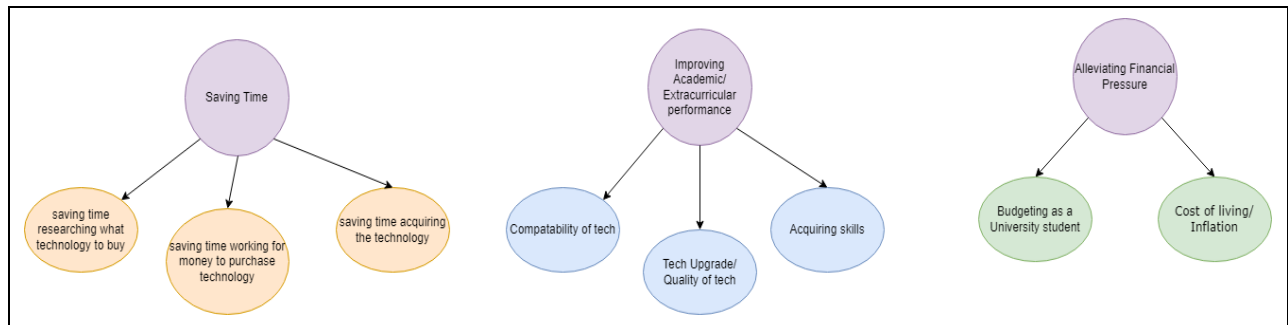 Saving Time
saving time
researching what
technology to buy
saving time working for
money to purchase
technology
saving time acquiring
the technology
Improving
Academic/
Extracurricular
performance
Compatability of tech
Tech Upgrade/
Quality of tech
Acquiring skills
Alleviating Financial
Pressure
Budgeting as a
University student
Cost of living/
Inflation